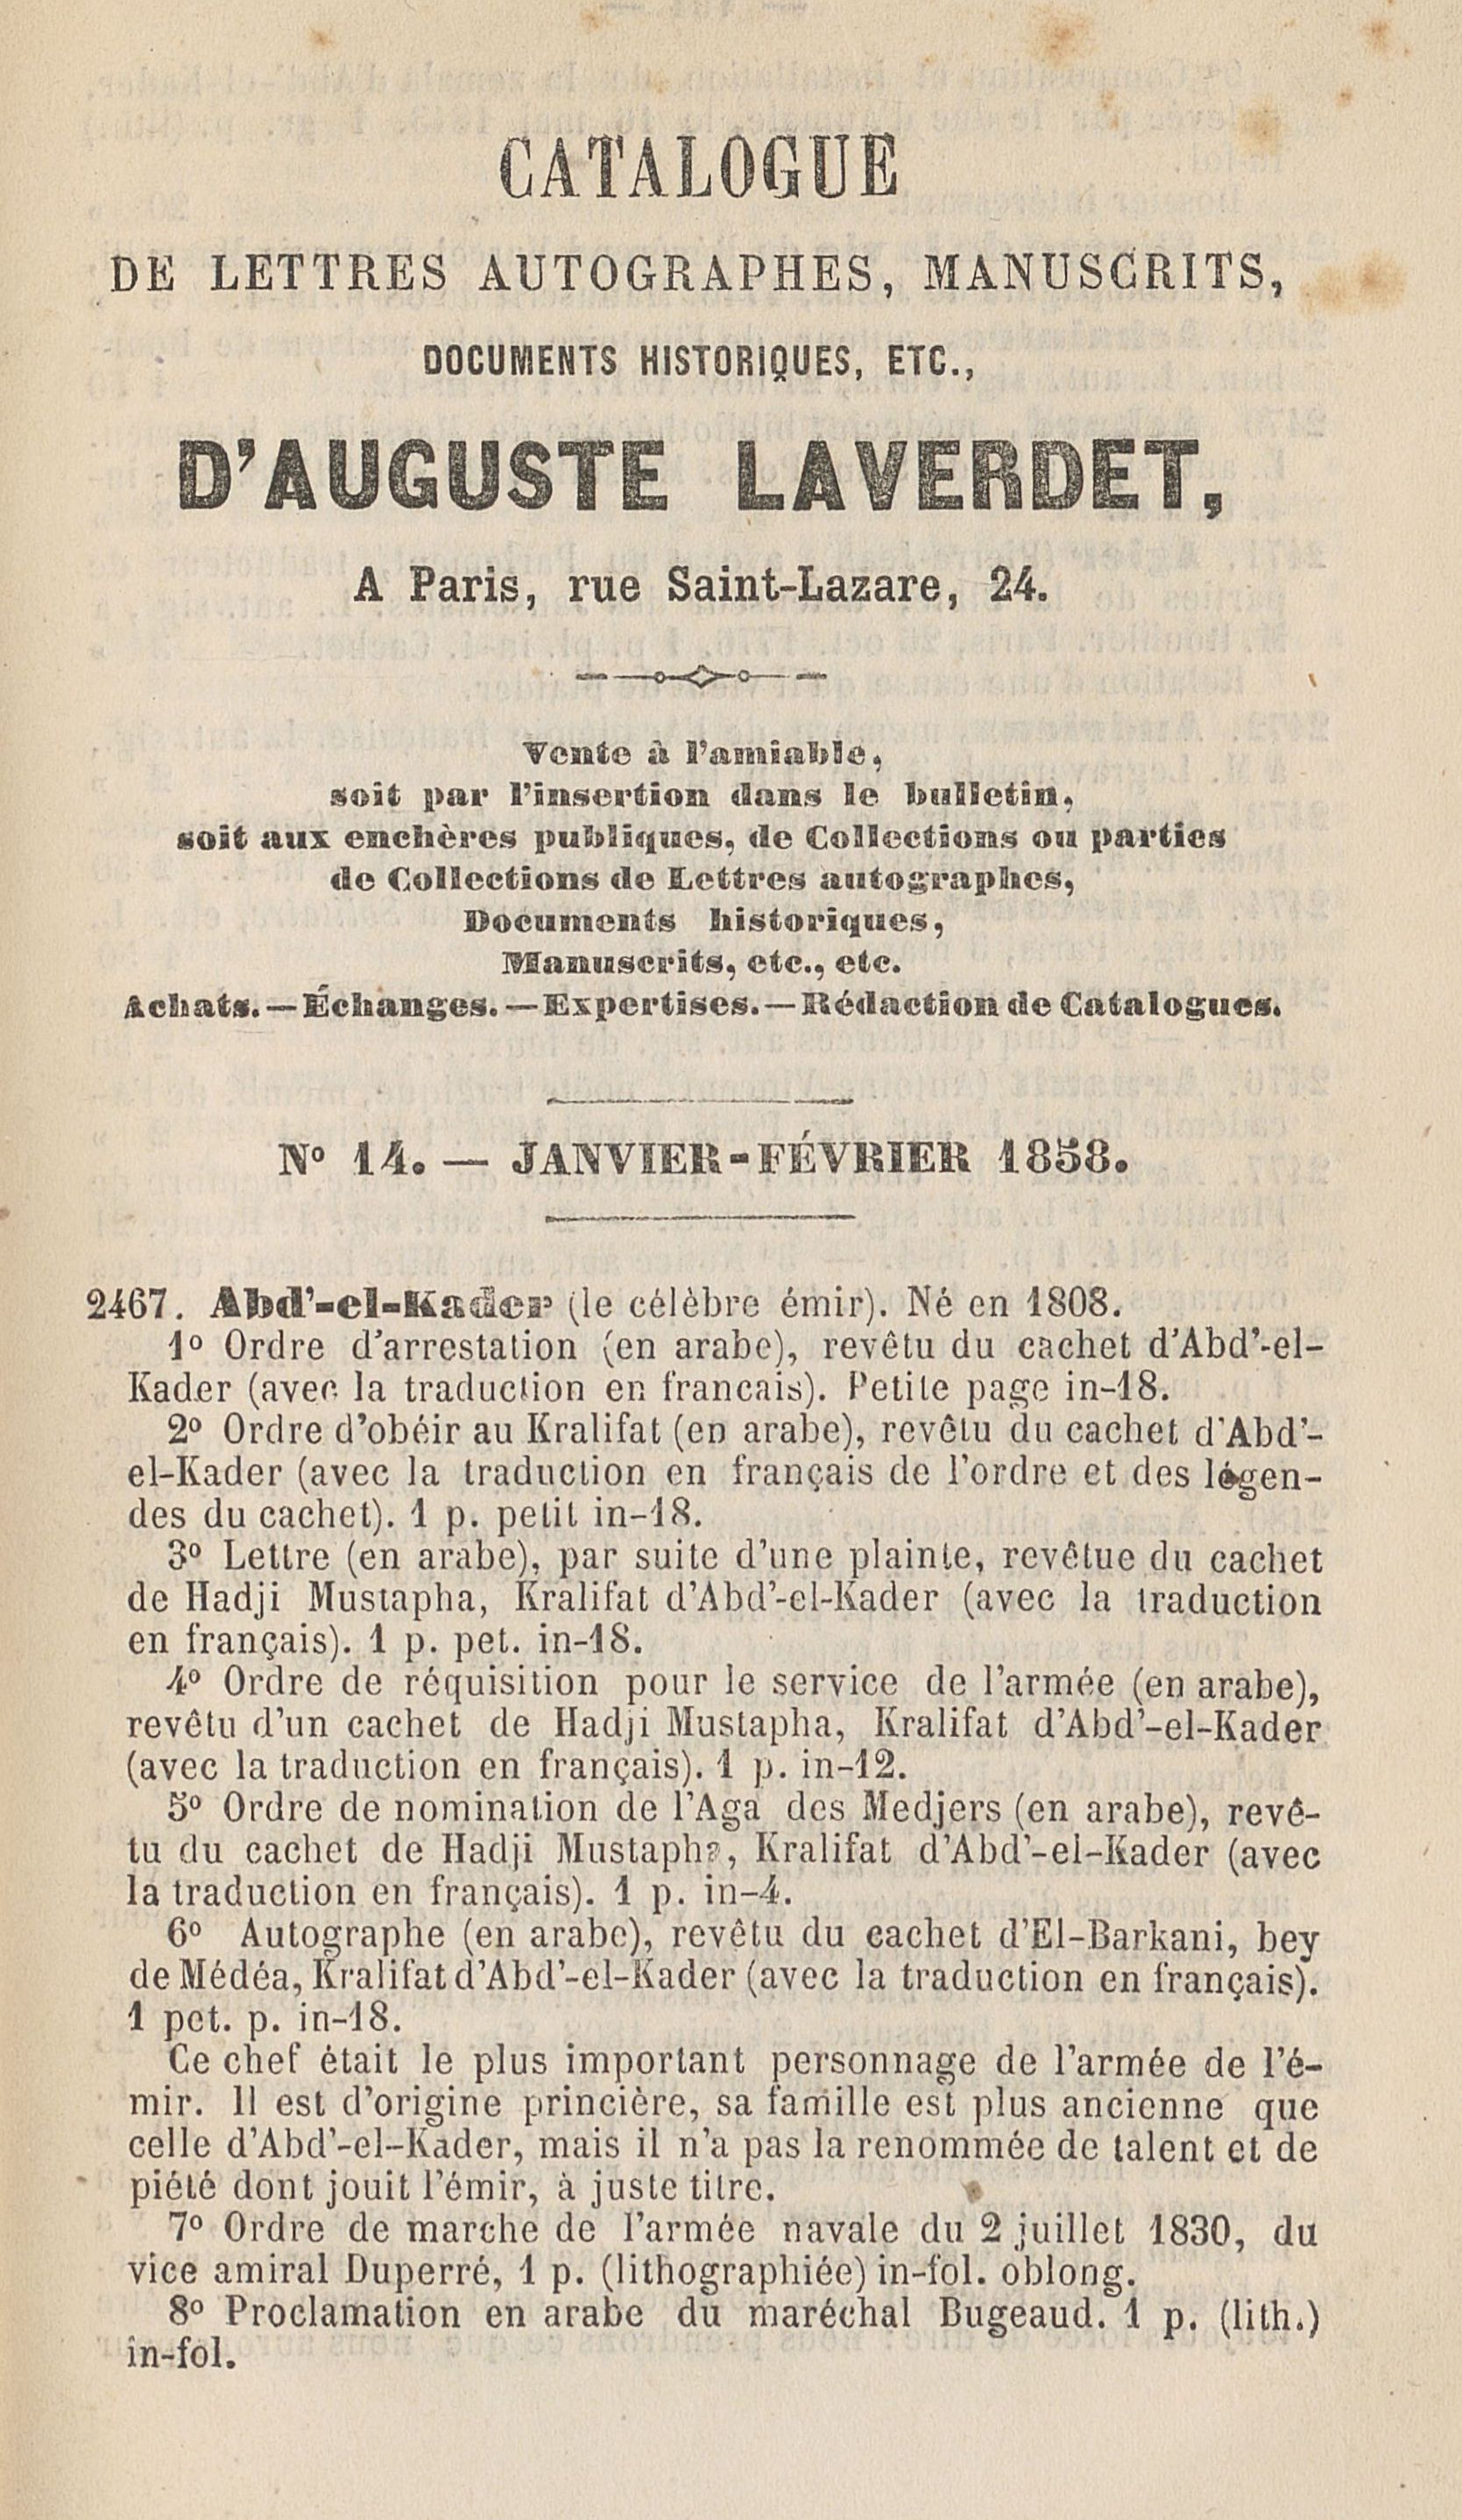 CATALOGUE
DE LETTRES AUTOGRAPHES, MANUSCRITS,
DOCUMENTS HISTORIQUES, ETC.,
D'AUGUSTE LAVERDET,
A Paris, rue Saint-Lazare, 24.
Vente à l'amiable,
soit par l'insertion dans le bulletin,
soit aux enchères publiques, de Collections ou parties
de Collections de Lettres autographes,
Documents historiques,
Manuscrits, etc., etc.
Achats. — Échanges. — Expertises. — Rédaction de Catalogues.
Nº 14. — JANVIER-FÉVRIER 1858.
2467. Abd'-el-Kader (le célèbre émir). Né en 1808.
1º Ordre d'arrestation (en arabe), revêtu du cachet d'Abd'-el-
Kader (avec la traduction en francais). Petite page in-18.
2º Ordre d'obéir au Kralifat (en arabe), revêtu du cachet d'Abd'-
el-Kader (avec la traduction en français de l'ordre et des légen-
des du cachet). 1 p. petit in-18.
3º Lettre (en arabe), par suite d'une plainte, revêtue du cachet
de Hadji Mustapha, Kralifat d'Abd'-el-Kader (avec la traduction
en français). 1 p. pet. in-18.
4º Ordre de réquisition pour le service de l'armée (en arabe),
revêtu d'un cachet de Hadji Mustapha, Kralifat d'Abd'-el-Kader
(avec la traduction en français). 1 p. in-12.
5º Ordre de nomination de l'Aga des Medjers (en arabe), revê-
tu du cachet de Hadji Mustapha, Kralifat d'Abd'-el-Kader (avec
la traduction en français). 1 p. in-4.
6º Autographe (en arabe), revêtu du cachet d'El-Barkani, bey
de Médéa, Kralifat d'Abd'-el-Kader (avec la traduction en français).
1 pet. p. in-18.
Ce chef était le plus important personnage de l'armée de l'é-
mir. Il est d'origine princière, sa famille est plus ancienne que
celle d'Abd'-el-Kader, mais il n'a pas la renommée de talent et de
piété dont jouit l'émir, à juste titre.
7º Ordre de marche de l'armée navale du 2 juillet 1830, du
vice amiral Duperré, 1 p. (lithographiée) in-fol. oblong.
8º Proclamation en arabe du maréchal Bugeaud. 1 p. (lith.)
in-fol.